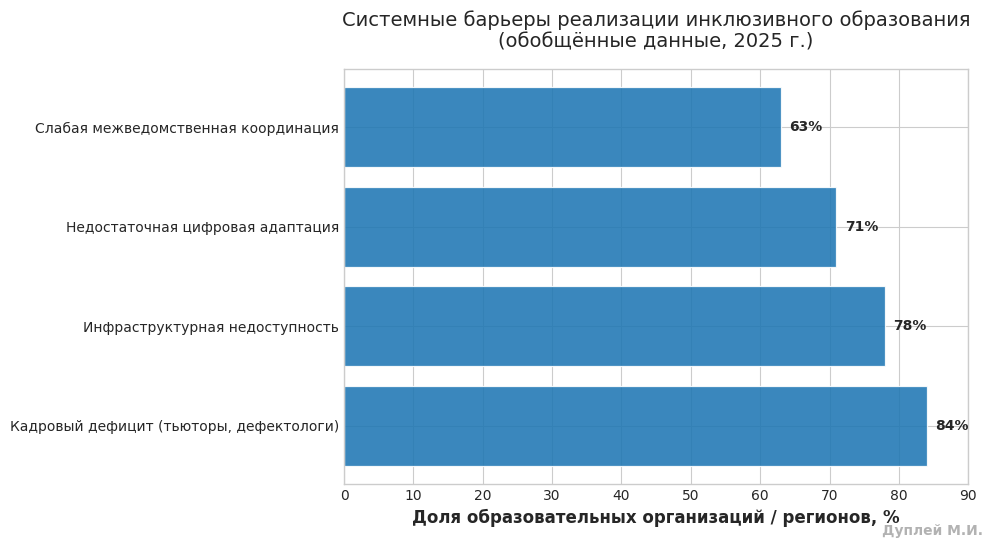 Системные барьеры реализации инклюзивного образования
(обобщённые данные, 2025 г.)
Слабая межведомственная координация
63%
Недостаточная цифровая адаптация
71%
Инфраструктурная недоступность
78%
Кадровый дефицит (тьюторы, дефектологи)
84%
0 10 20 30 40 50 60 70 80 90
Доля образовательных организаций / регионов, %
Дуплей М.И.